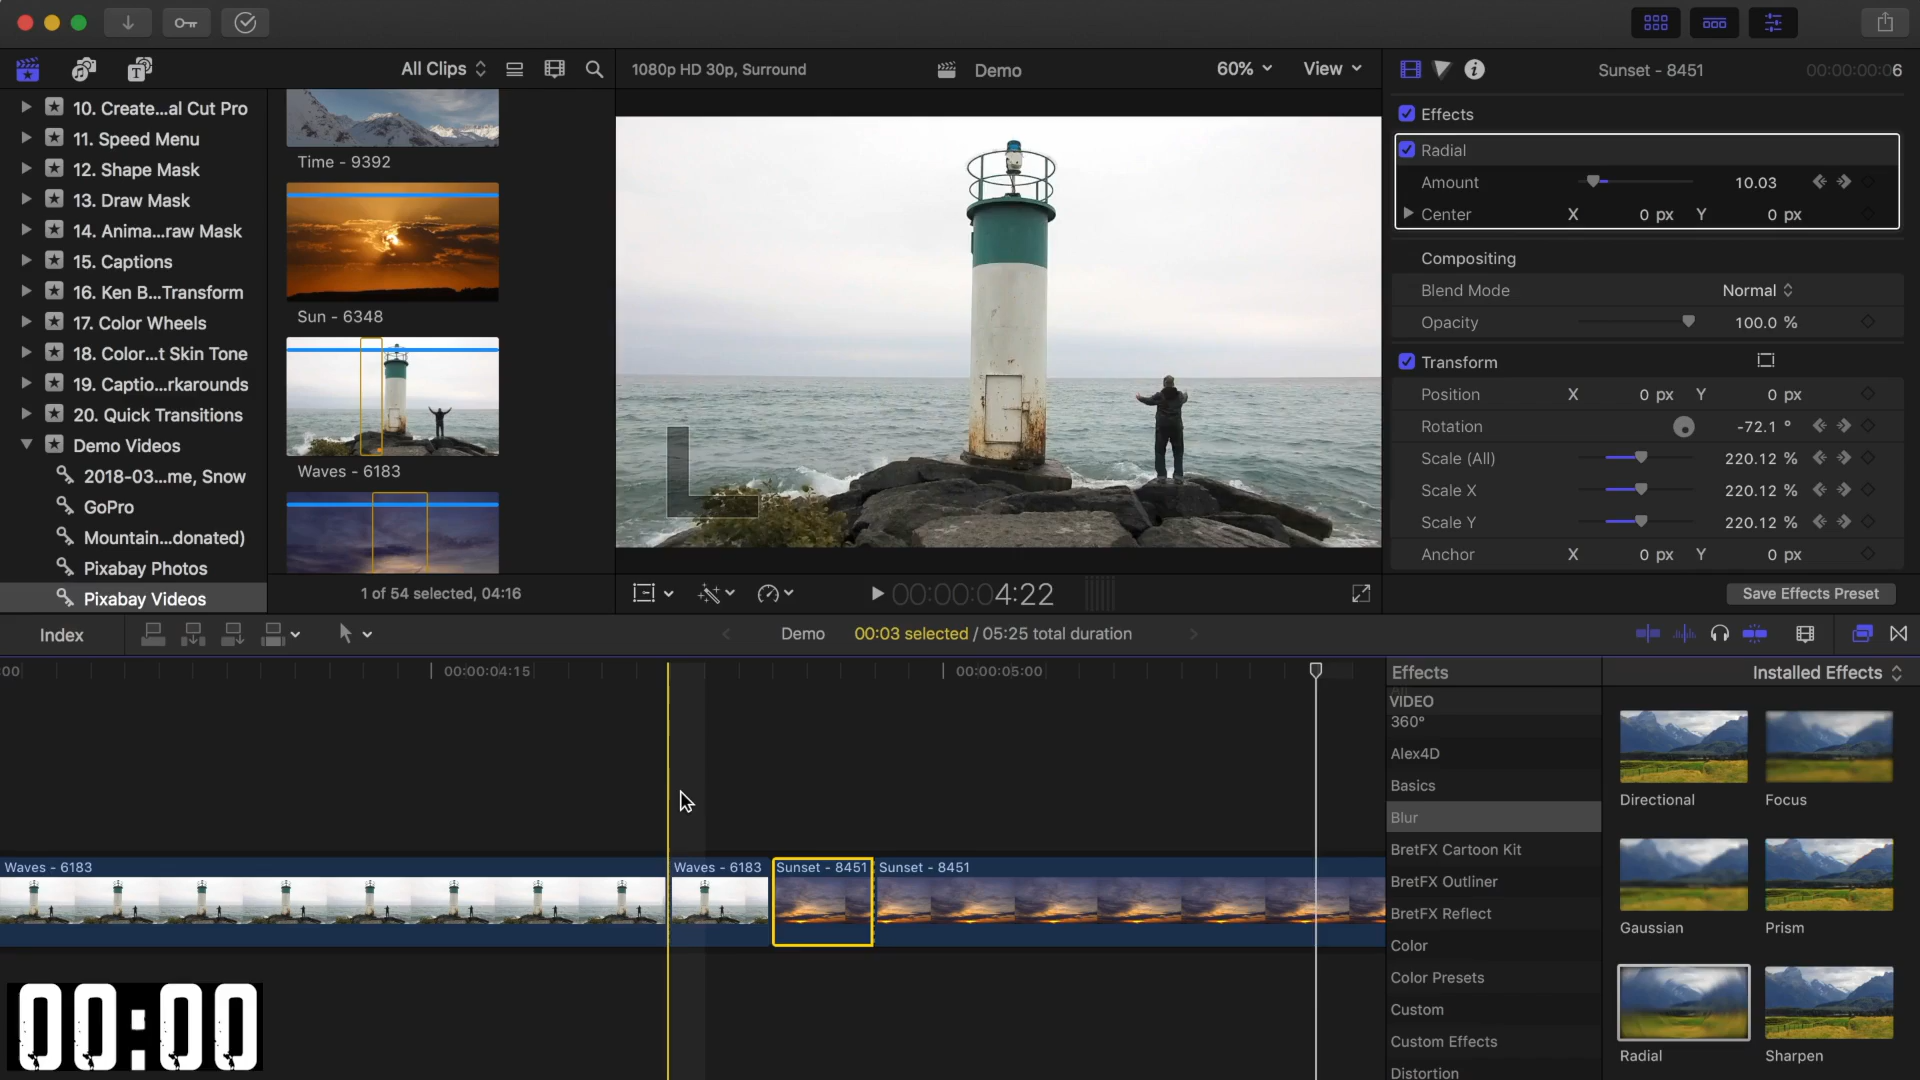 All Clips
1080p HD 30p, Surround
Demo
60%
View
Sunset - 8451
00:00:00:06
10. Create...al Cut Pro
11. Speed Menu
12. Shape Mask
13. Draw Mask
14. Anima...raw Mask
15. Captions
16. Ken B...Transform
17. Color Wheels
18. Color...t Skin Tone
19. Captio...rkarounds
20. Quick Transitions
Demo Videos
2018-03...me, Snow
GoPro
Mountain...donated)
Pixabay Photos
Pixabay Videos
Time - 9392
Sun - 6348
Waves - 6183
1 of 54 selected, 04:16
00:00:00:04:22
Effects
Radial
Amount 10.03
Center X 0 px Y 0 px
Compositing
Blend Mode Normal
Opacity 100.0 %
Transform
Position X 0 px Y 0 px
Rotation -72.1 °
Scale (All) 220.12 %
Scale X 220.12 %
Scale Y 220.12 %
Anchor X 0 px Y 0 px
Save Effects Preset
Index
Demo
00:03 selected / 05:25 total duration
00:00:04:15
00:00:05:00
Waves - 6183
Waves - 6183
Sunset - 8451
Sunset - 8451
00:00
Effects
Installed Effects
VIDEO
360°
Alex4D
Basics
Blur
BretFX Cartoon Kit
BretFX Outliner
BretFX Reflect
Color
Color Presets
Custom
Custom Effects
Distortion
Directional
Focus
Gaussian
Prism
Radial
Sharpen